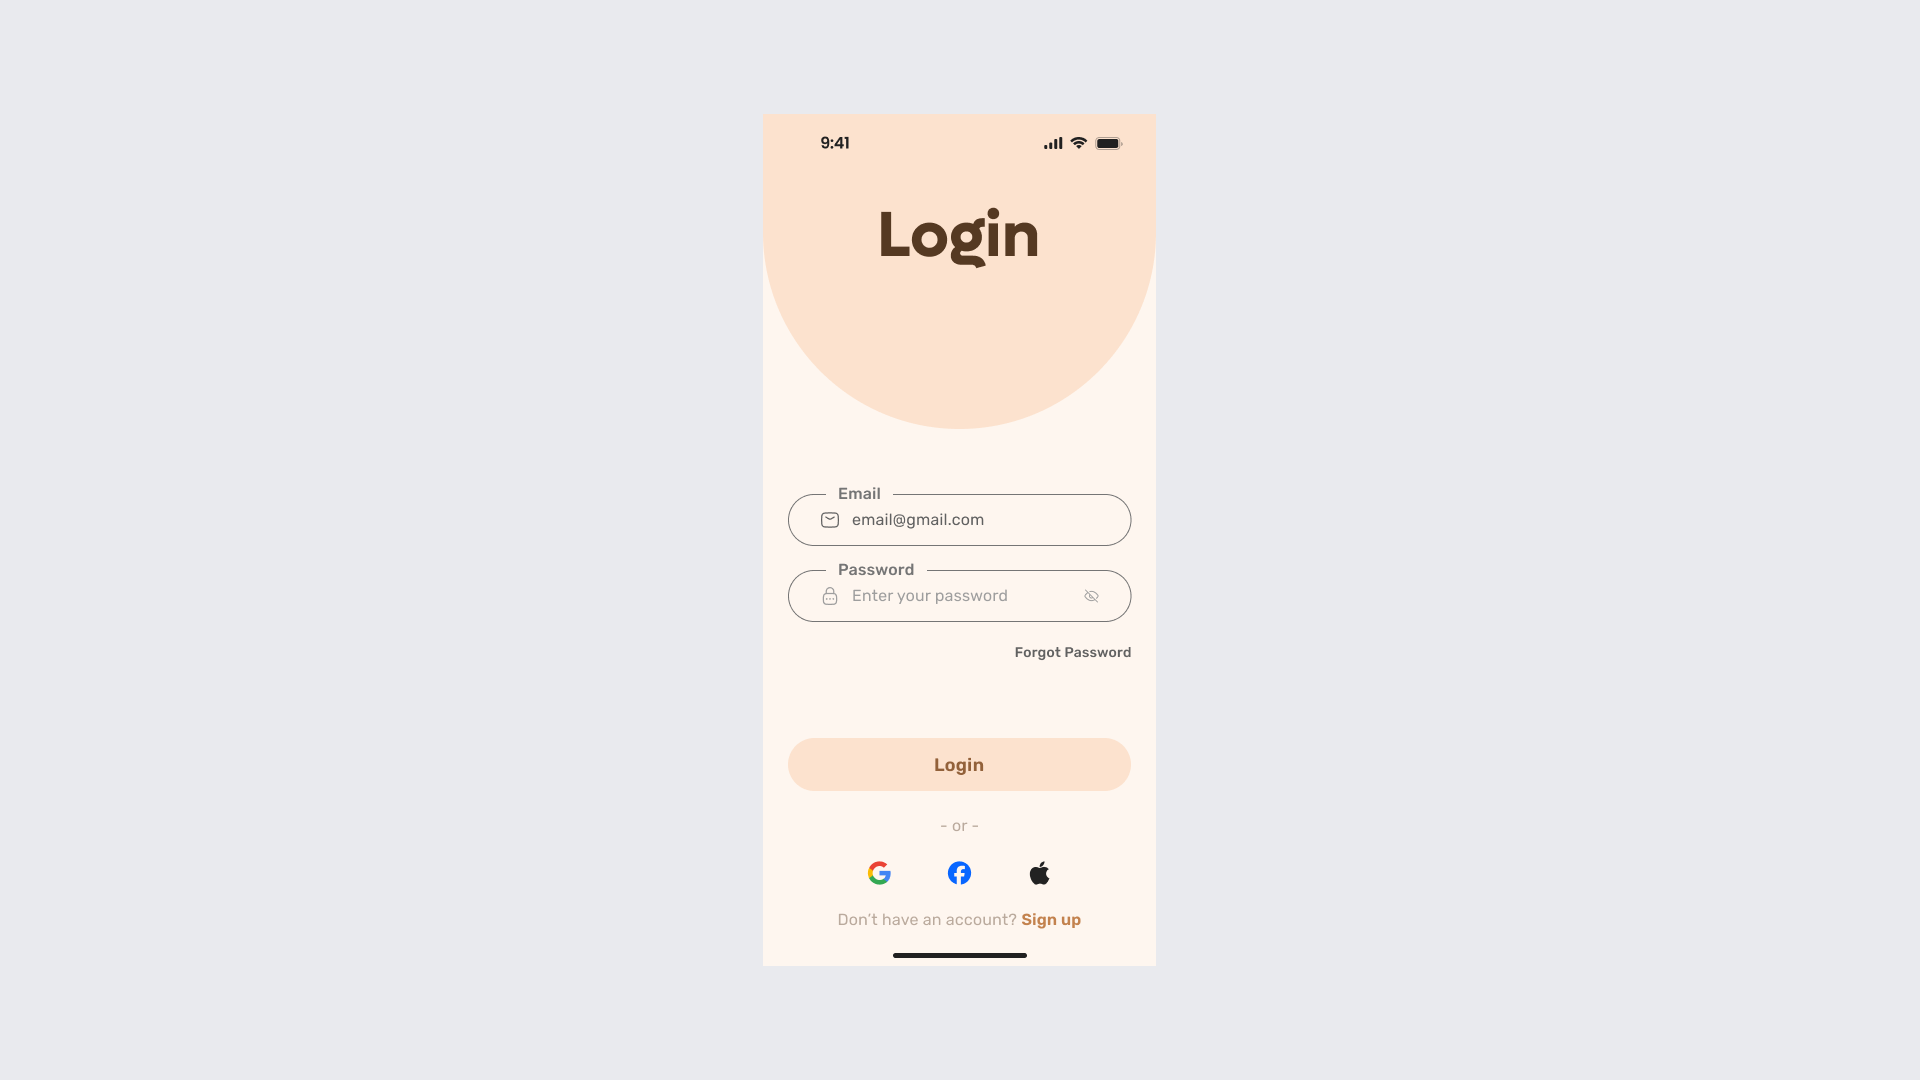 9:41
Login
Email
email@gmail.com
Password
Enter your password
Forgot Password
Login
- or -
Don’t have an account? Sign up